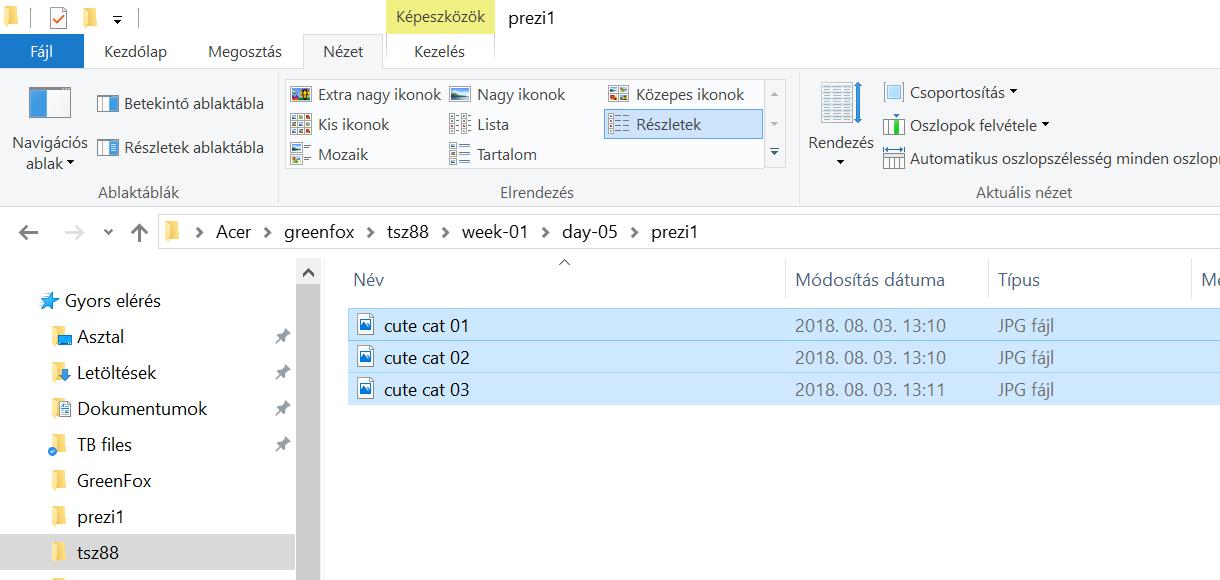 Képeszközök prezi1
Fájl Kezdőlap Megosztás Nézet Kezelés
Navigációs ablak
Betekintő ablaktábla
Részletek ablaktábla
Ablaktáblák
Extra nagy ikonok Nagy ikonok Közepes ikonok
Kis ikonok Lista Részletek
Mozaik Tartalom
Elrendezés
Rendezés
Csoportosítás
Oszlopok felvétele
Automatikus oszlopszélesség minden oszlopr
Aktuális nézet
Acer greenfox tsz88 week-01 day-05 prezi1
Gyors elérés
Asztal
Letöltések
Dokumentumok
TB files
GreenFox
prezi1
tsz88
Név Módosítás dátuma Típus Mé
cute cat 01 2018. 08. 03. 13:10 JPG fájl
cute cat 02 2018. 08. 03. 13:10 JPG fájl
cute cat 03 2018. 08. 03. 13:11 JPG fájl